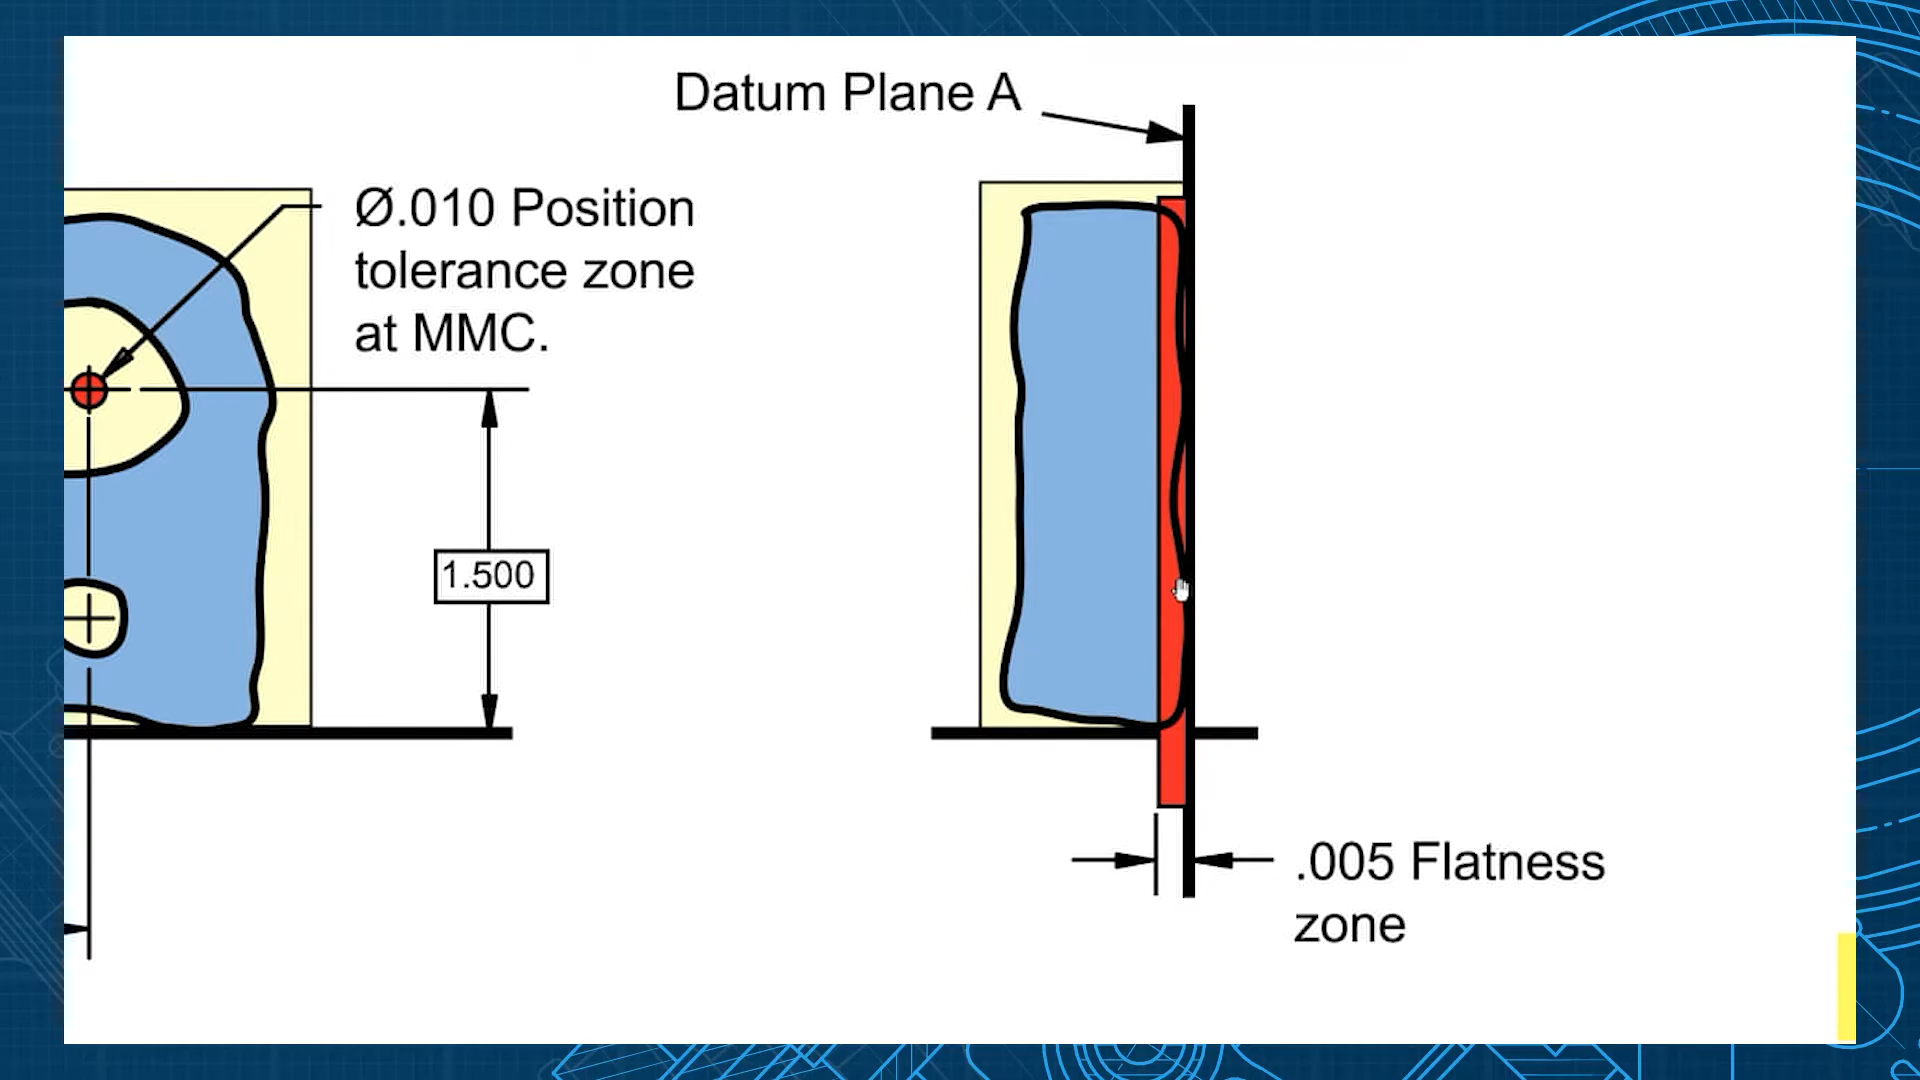 Datum Plane A
Ø.010 Position
tolerance zone
at MMC.
1.500
.005 Flatness
zone